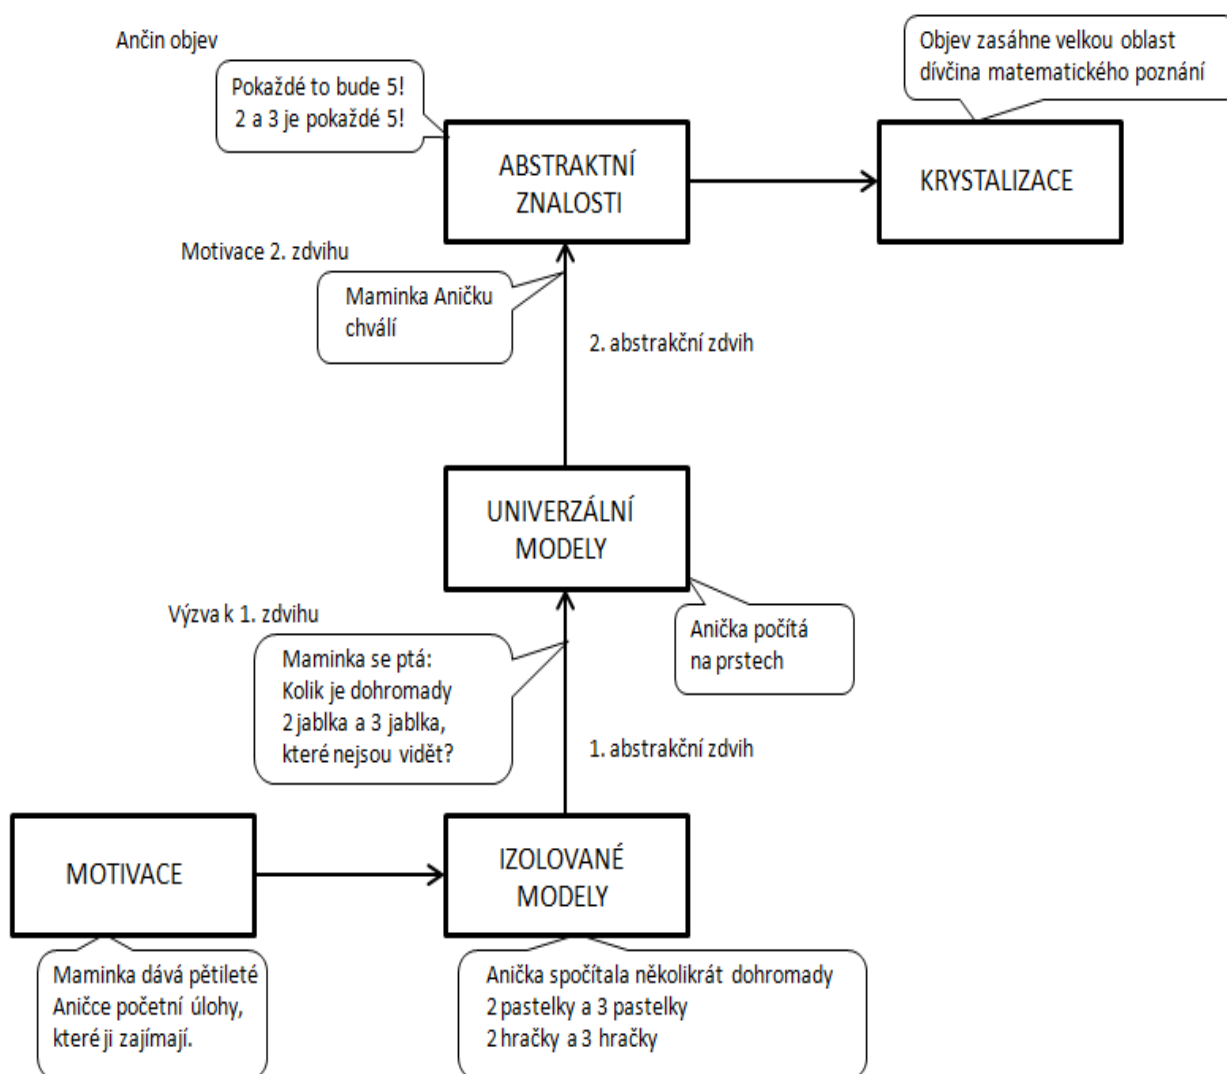 Ančin objev
Pokaždé to bude 5!
2 a 3 je pokaždé 5!
Objev zasáhne velkou oblast
dívčina matematického poznání
ABSTRAKTNÍ
ZNALOSTI
KRYSTALIZACE
Motivace 2. zdvihu
Maminka Aničku
chválí
2. abstrakční zdvih
UNIVERZÁLNÍ
MODELY
Výzva k 1. zdvihu
Anička počítá
na prstech
Maminka se ptá:
Kolik je dohromady
2 jablka a 3 jablka,
které nejsou vidět?
1. abstrakční zdvih
MOTIVACE
IZOLOVANÉ
MODELY
Maminka dává pětileté
Aničce početní úlohy,
které ji zajímají.
Anička spočítala několikrát dohromady
2 pastelky a 3 pastelky
2 hračky a 3 hračky